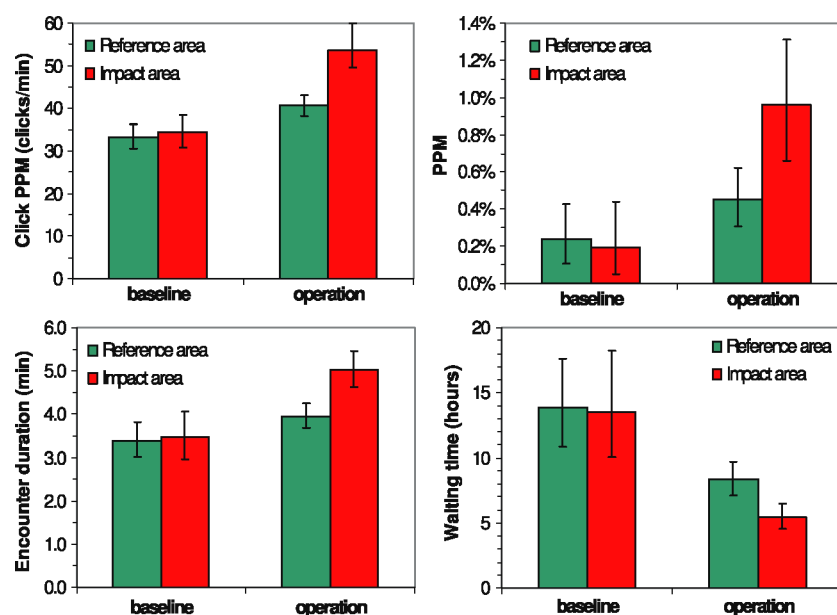 Click PPM (clicks/min)
60
50
40
30
20
10
0
Reference area
Impact area
baseline
operation
PPM
1.4%
1.2%
1.0%
0.8%
0.6%
0.4%
0.2%
0.0%
Reference area
Impact area
baseline
operation
Encounter duration (min)
6.0
5.0
4.0
3.0
2.0
1.0
0.0
Reference area
Impact area
baseline
operation
Waiting time (hours)
20
15
10
5
0
Reference area
Impact area
baseline
operation